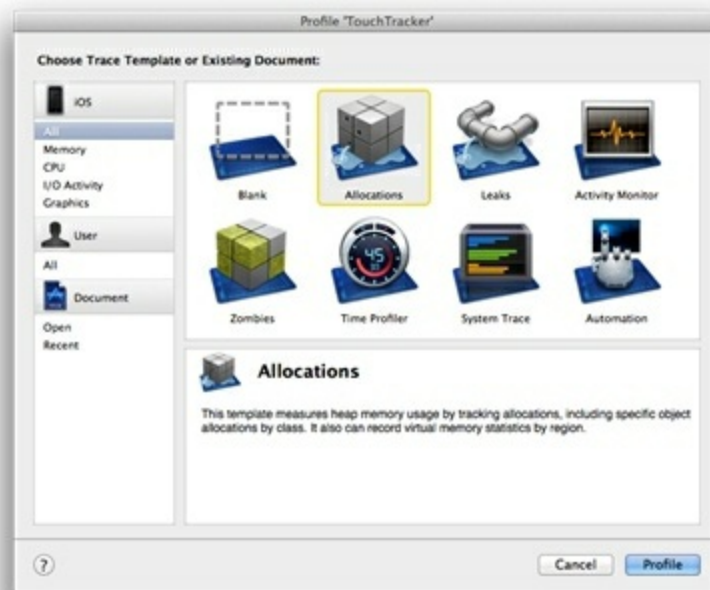 Profile 'TouchTracker'
Choose Trace Template or Existing Document:
iOS
All
Memory
CPU
I/O Activity
Graphics
User
All
Document
Open
Recent
Blank
Allocations
Leaks
Activity Monitor
Zombies
Time Profiler
System Trace
Automation
45
Allocations
This template measures heap memory usage by tracking allocations, including specific object
allocations by class. It also can record virtual memory statistics by region.
?
Cancel
Profile